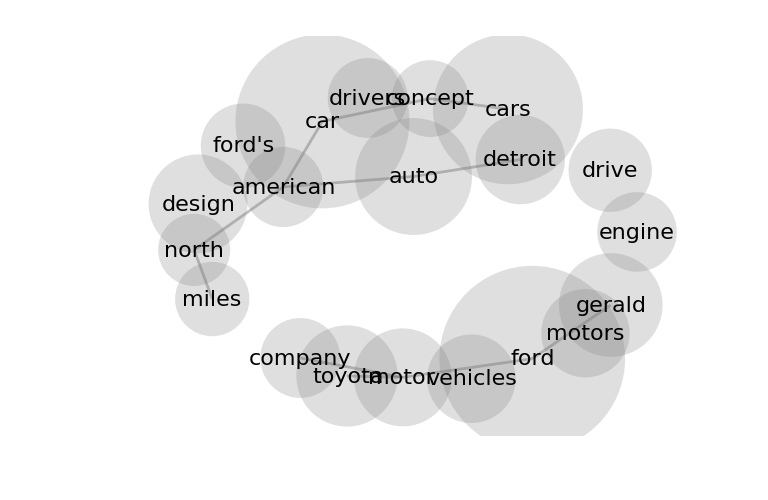 drivers
concept
cars
car
ford's
detroit
american
auto
drive
design
engine
north
miles
gerald
motors
company
toyota
motor
vehicles
ford